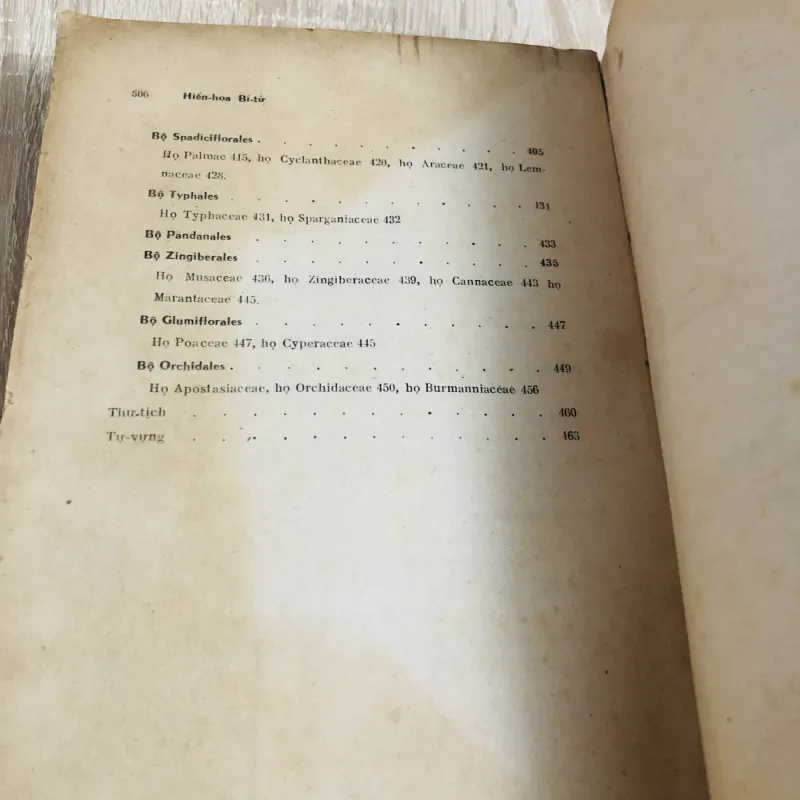 506 Hiển-hoa Bí-tử
Bộ Spadiciflorales . . . . . . . . . . . 405
Họ Palmae 415, họ Cyclanthaceae 420, họ Araceae 421, họ Lem-
naceae 428.
Bộ Typhales . . . . . . . . . . . . 431
Họ Typhaceae 431, họ Sparganiaceae 432
Bộ Pandanales . . . . . . . . . . . 433
Bộ Zingiberales . . . . . . . . . . . 435
Họ Musaceae 436, họ Zingiberaceae 439, họ Cannaceae 443 họ
Marantaceae 445.
Bộ Glumiflorales . . . . . . . . . . . 447
Họ Poaceae 447, họ Cyperaceae 445
Bộ Orchidales . . . . . . . . . . . . 449
Họ Apostasiaceae, họ Orchidaceae 450, họ Burmanniaceae 456
Thư-tịch . . . . . . . . . . . . . 460
Tự-vựng . . . . . . . . . . . . . 463